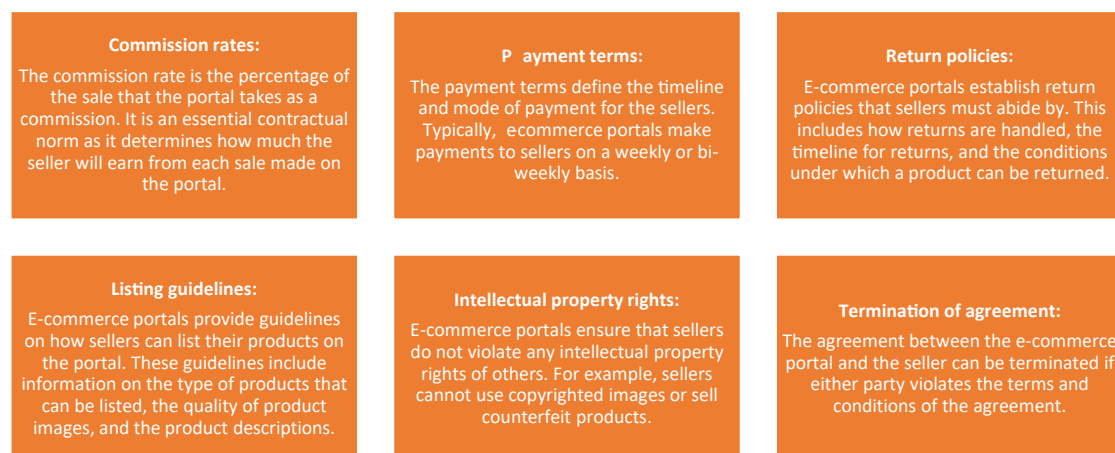 Commission rates:
The commission rate is the percentage of
the sale that the portal takes as a
commission. It is an essential contractual
norm as it determines how much the
seller will earn from each sale made on
the portal.
P ayment terms:
The payment terms define the timeline
and mode of payment for the sellers.
Typically, ecommerce portals make
payments to sellers on a weekly or bi-
weekly basis.
Return policies:
E-commerce portals establish return
policies that sellers must abide by. This
includes how returns are handled, the
timeline for returns, and the conditions
under which a product can be returned.
Listing guidelines:
E-commerce portals provide guidelines
on how sellers can list their products on
the portal. These guidelines include
information on the type of products that
can be listed, the quality of product
images, and the product descriptions.
Intellectual property rights:
E-commerce portals ensure that sellers
do not violate any intellectual property
rights of others. For example, sellers
cannot use copyrighted images or sell
counterfeit products.
Termination of agreement:
The agreement between the e-commerce
portal and the seller can be terminated if
either party violates the terms and
conditions of the agreement.